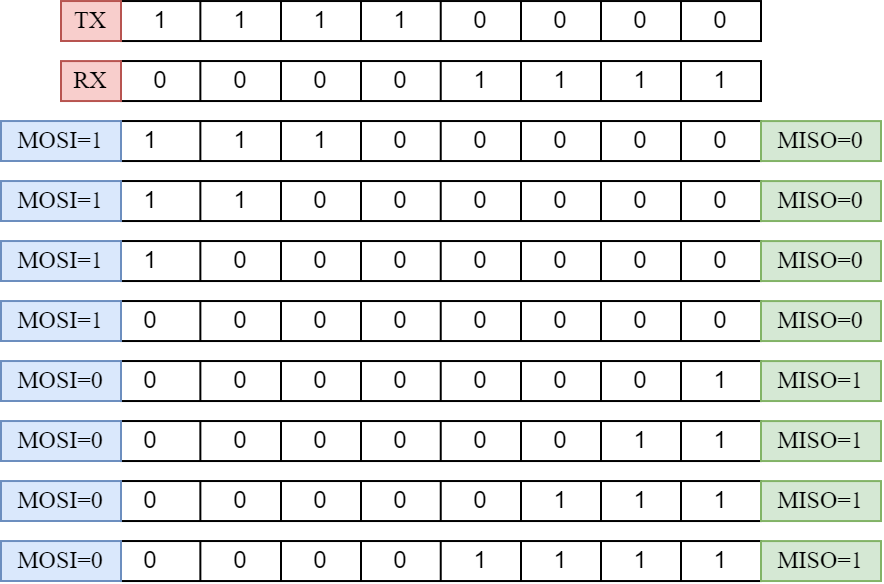 TX 1 1 1 1 0 0 0 0
RX 0 0 0 0 1 1 1 1
MOSI=1 1 1 1 0 0 0 0 0 MISO=0
MOSI=1 1 1 0 0 0 0 0 0 MISO=0
MOSI=1 1 0 0 0 0 0 0 0 MISO=0
MOSI=1 0 0 0 0 0 0 0 0 MISO=0
MOSI=0 0 0 0 0 0 0 0 1 MISO=1
MOSI=0 0 0 0 0 0 0 1 1 MISO=1
MOSI=0 0 0 0 0 0 1 1 1 MISO=1
MOSI=0 0 0 0 0 1 1 1 1 MISO=1